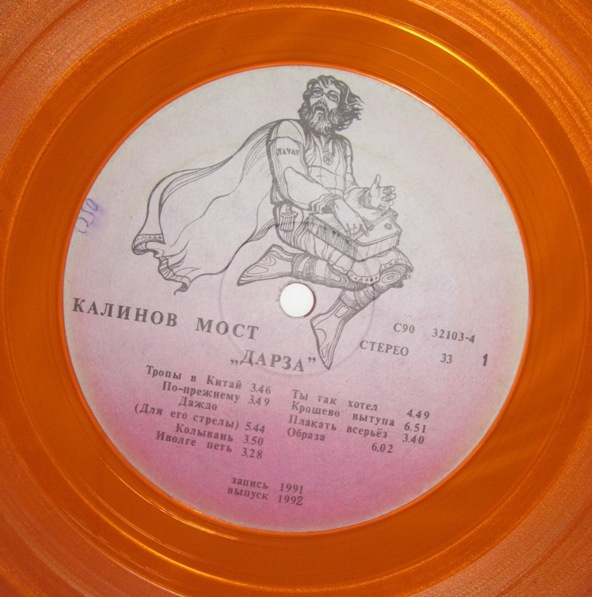 КАЛИНОВ МОСТ
„ДАРЗА”
С90 32103-4
СТЕРЕО 33 1
Тропы в Китай 3.46
По-прежнему 3.49
Даждо
(Для его стрелы) 5.44
Колывань 3.50
Иволге петь 3.28
Ты так хотел 4.49
Крошево вытупа 6.51
Плакать всерьёз 3.40
Образа 6.02
запись 1991
выпуск 1992